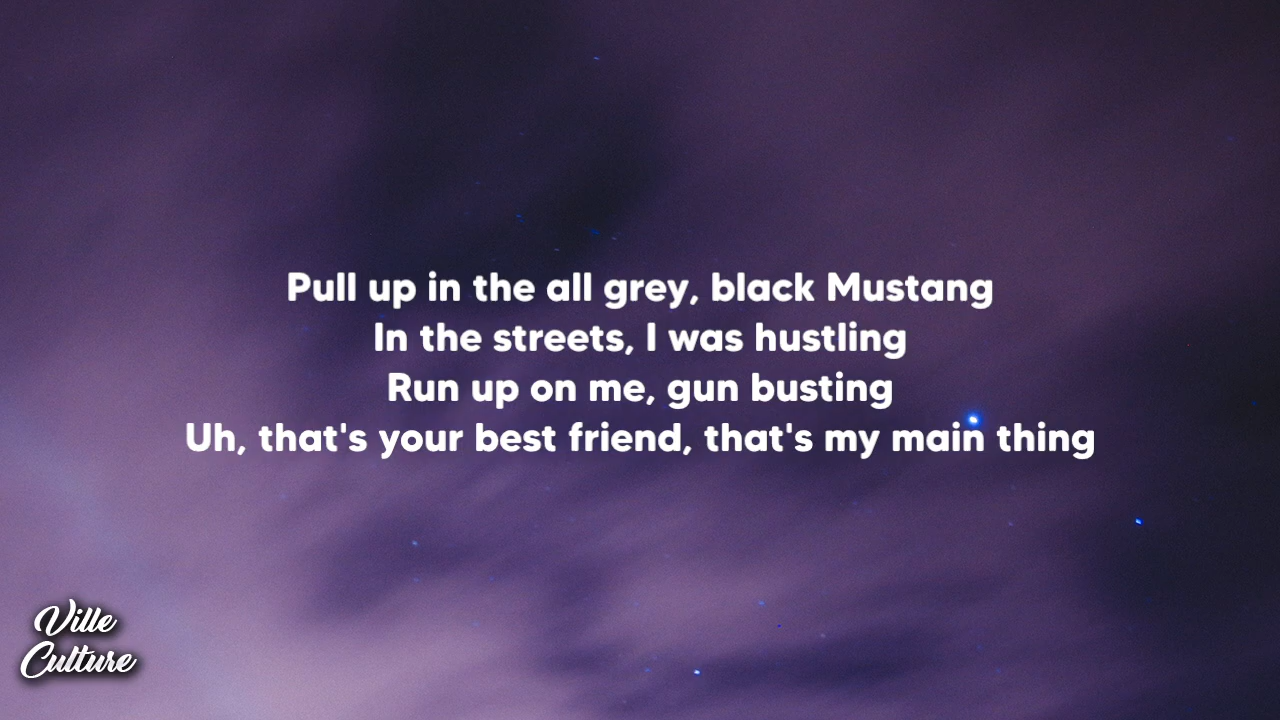 Pull up in the all grey, black Mustang
In the streets, I was hustling
Run up on me, gun busting
Uh, that's your best friend, that's my main thing
Ville
Culture